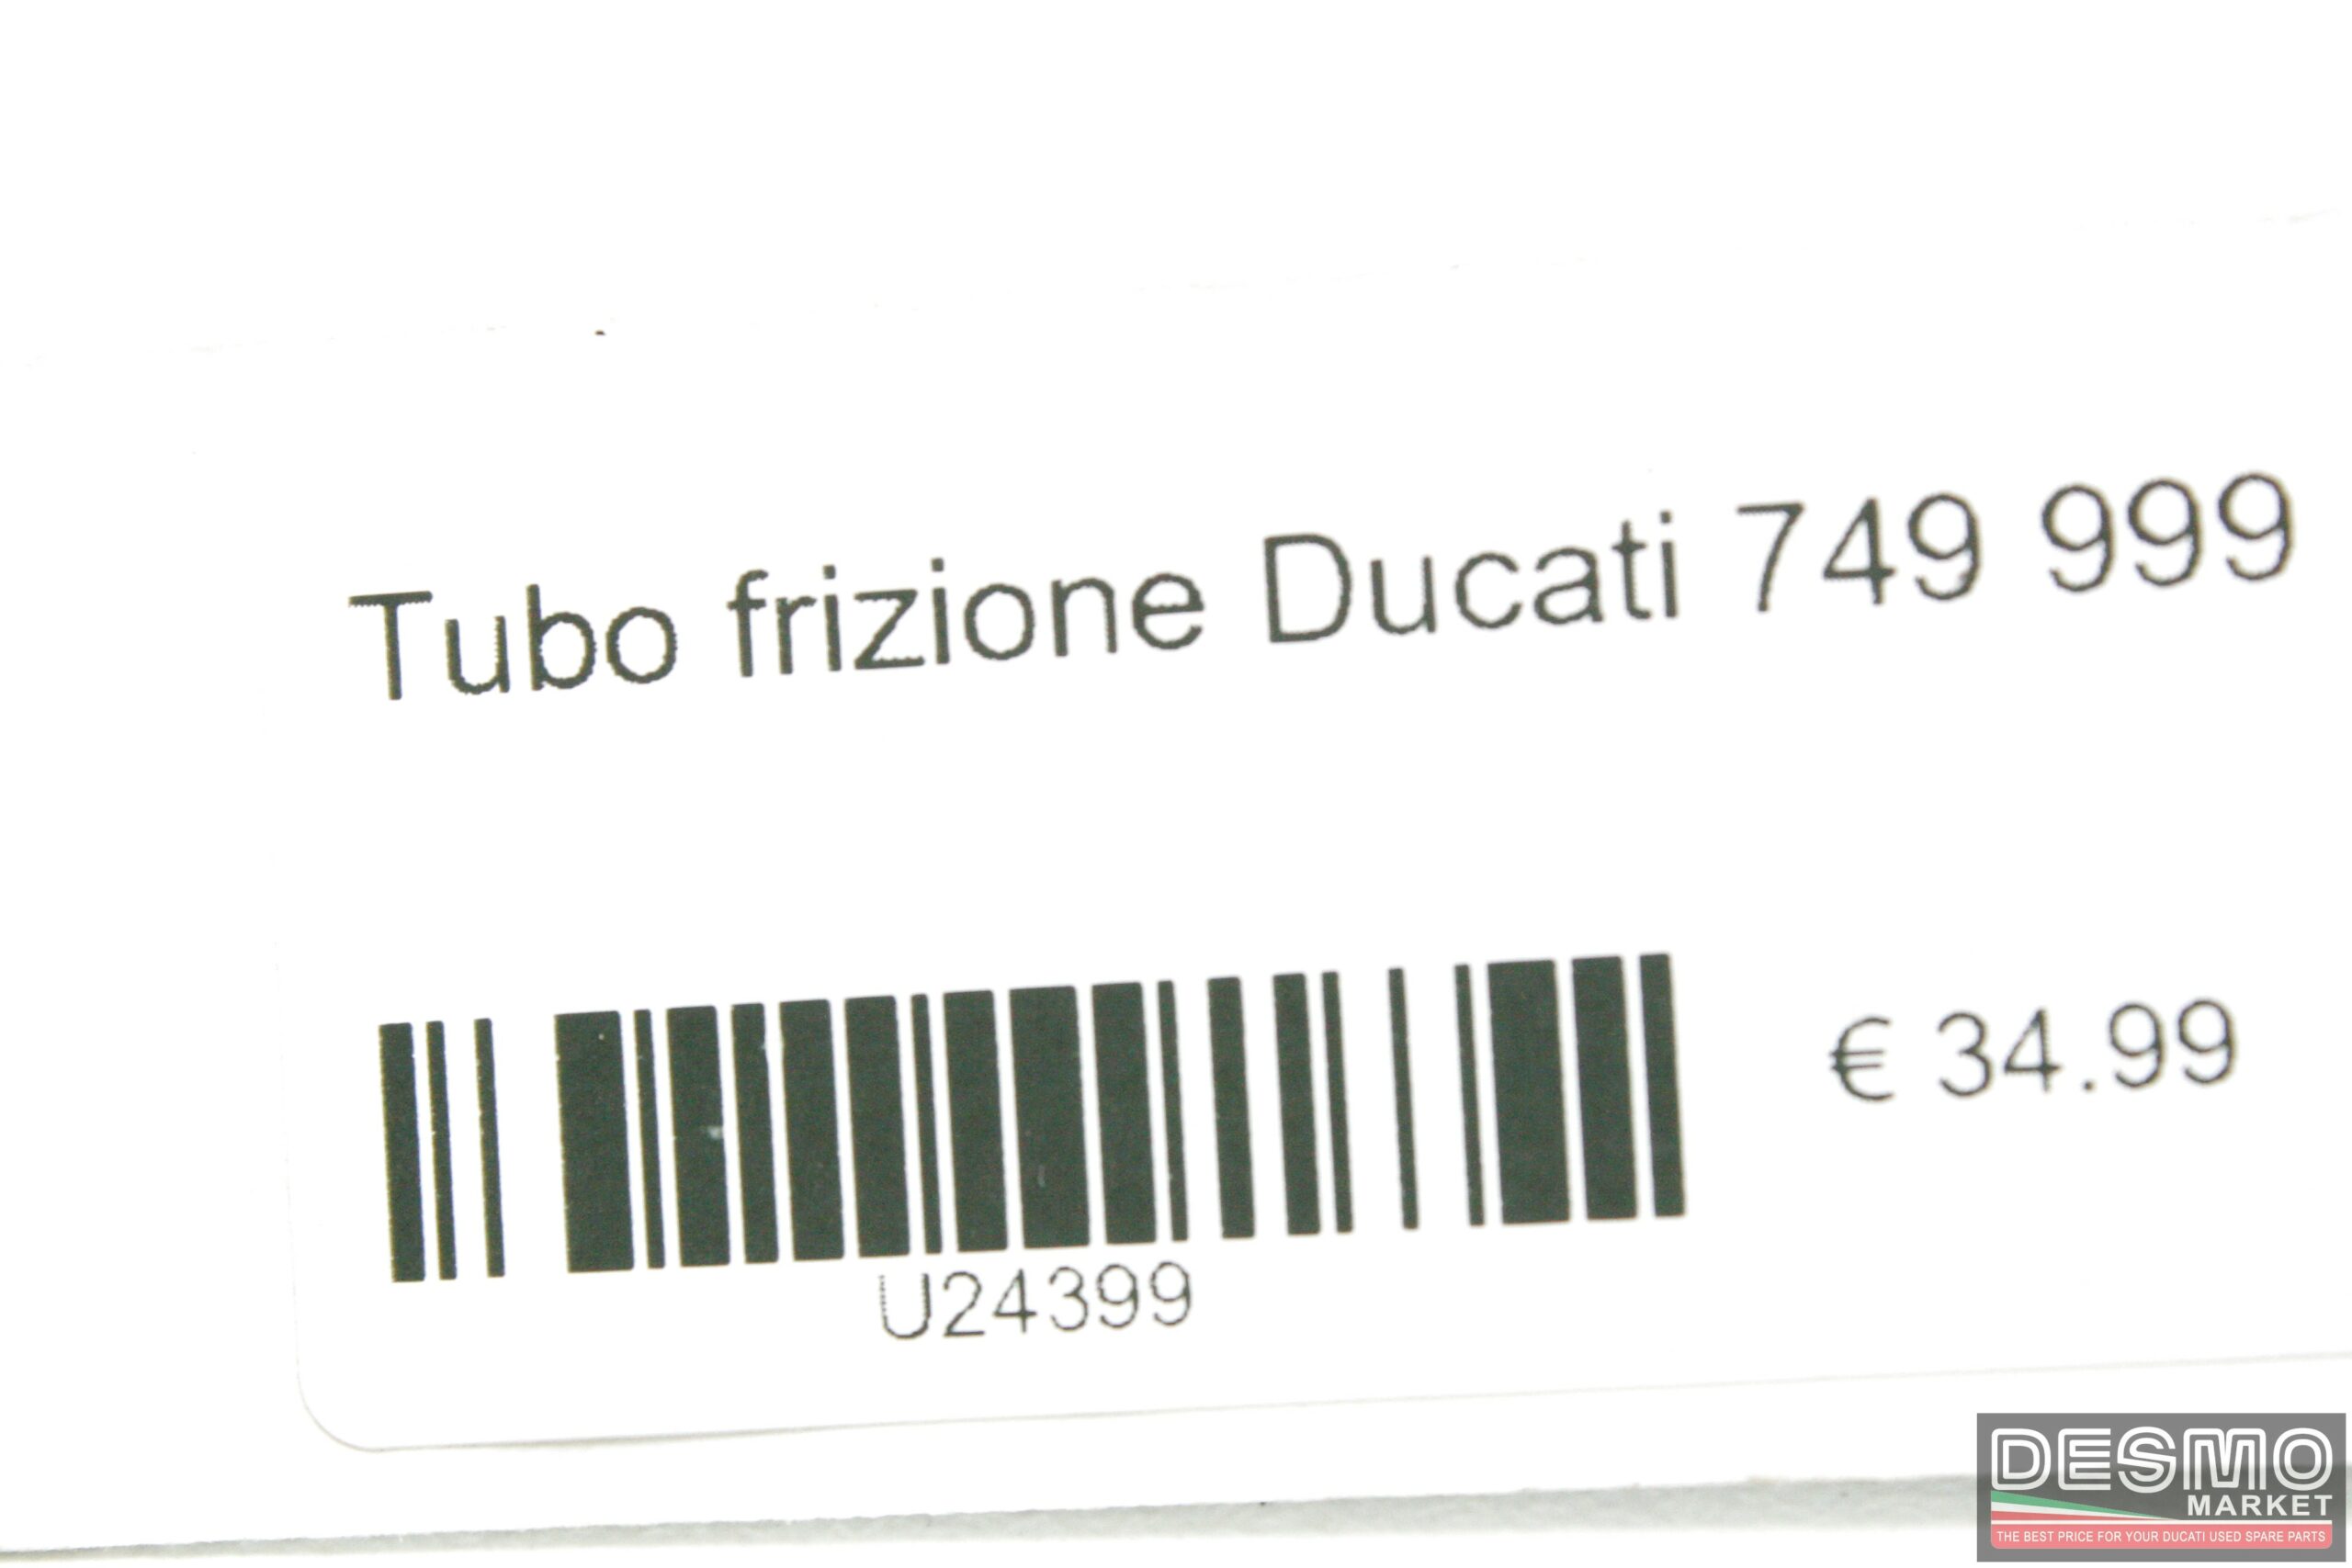 Tubo frizione Ducati 749 999
€ 34.99
U24399
DESMO
MARKET
THE BEST PRICE FOR YOUR DUCATI USED SPARE PARTS